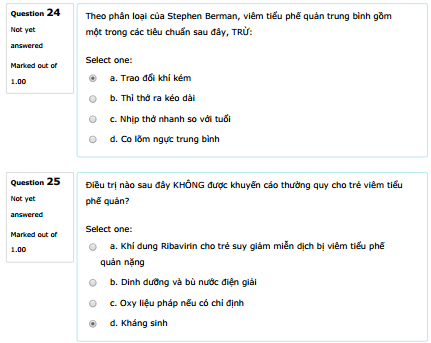 Question 24
Not yet
answered
Marked out of
1.00
Theo phân loại của Stephen Berman, viêm tiểu phế quản trung bình gồm
một trong các tiêu chuẩn sau đây, TRỪ:
Select one:
a. Trao đổi khí kém
b. Thì thở ra kéo dài
c. Nhịp thở nhanh so với tuổi
d. Co lõm ngực trung bình
Question 25
Not yet
answered
Marked out of
1.00
Điều trị nào sau đây KHÔNG được khuyến cáo thường quy cho trẻ viêm tiểu
phế quản?
Select one:
a. Khí dung Ribavirin cho trẻ suy giảm miễn dịch bị viêm tiểu phế
quản nặng
b. Dinh dưỡng và bù nước điện giải
c. Oxy liệu pháp nếu có chỉ định
d. Kháng sinh